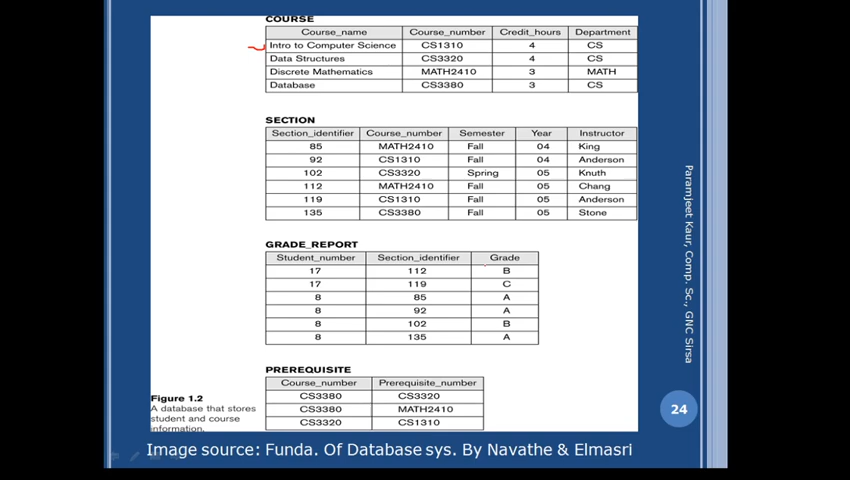 COURSE
Course_name Course_number Credit_hours Department
Intro to Computer Science CS1310 4 CS
Data Structures CS3320 4 CS
Discrete Mathematics MATH2410 3 MATH
Database CS3380 3 CS
SECTION
Section_identifier Course_number Semester Year Instructor
85 MATH2410 Fall 04 King
92 CS1310 Fall 04 Anderson
102 CS3320 Spring 05 Knuth
112 MATH2410 Fall 05 Chang
119 CS1310 Fall 05 Anderson
135 CS3380 Fall 05 Stone
GRADE_REPORT
Student_number Section_identifier Grade
17 112 B
17 119 C
8 85 A
8 92 A
8 102 B
8 135 A
PREREQUISITE
Course_number Prerequisite_number
CS3380 CS3320
CS3380 MATH2410
CS3320 CS1310
Figure 1.2
A database that stores
student and course
information.
Image source: Funda. Of Database sys. By Navathe & Elmasri
Paramjeet Kaur, Comp. Sc., GNC Sirsa
24